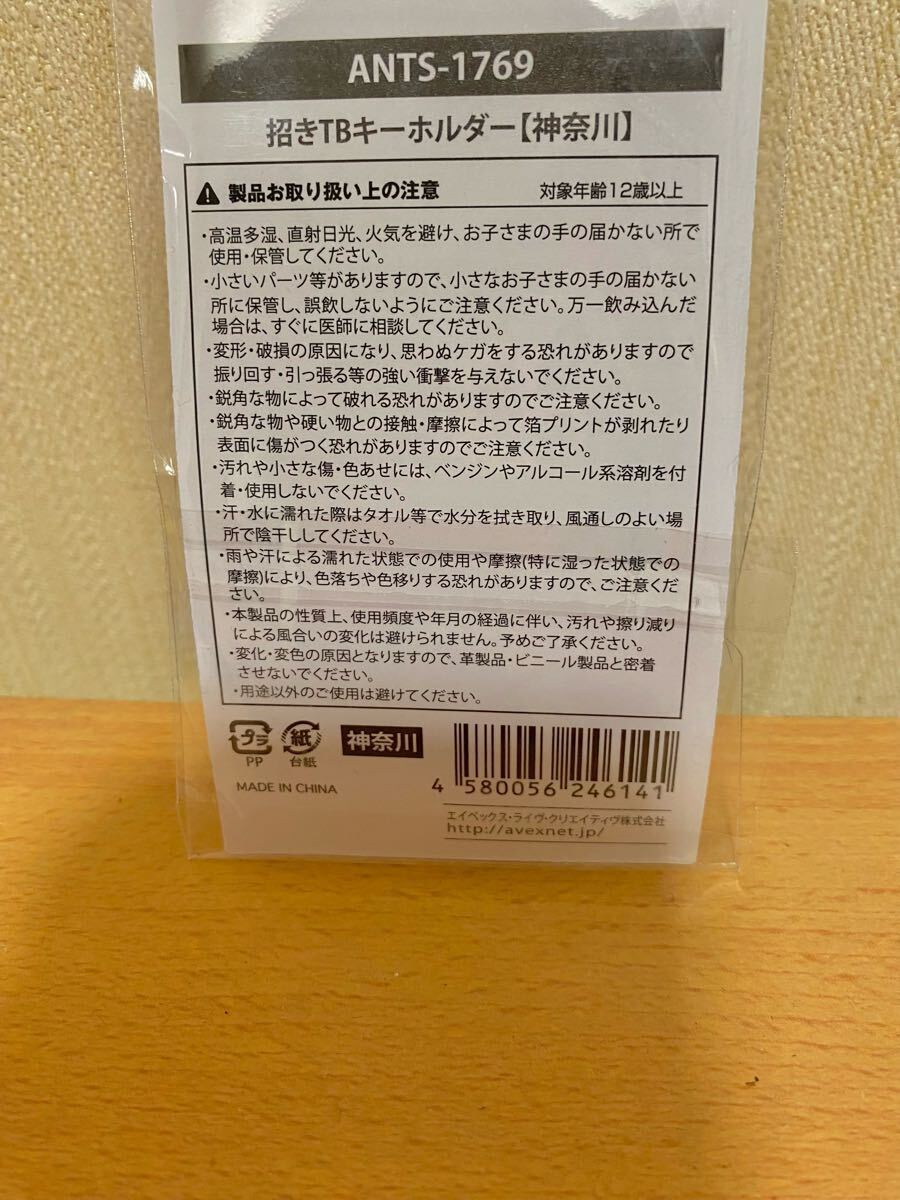 ANTS-1769
招きTBキーホルダー【神奈川】
製品お取り扱い上の注意 対象年齢12歳以上
・高温多湿、直射日光、火気を避け、お子さまの手の届かない所で
使用・保管してください。
・小さいパーツ等がありますので、小さなお子さまの手の届かない
所に保管し、誤飲しないようにご注意ください。万一飲み込んだ
場合は、すぐに医師に相談してください。
・変形・破損の原因になり、思わぬケガをする恐れがありますので
振り回す・引っ張る等の強い衝撃を与えないでください。
・鋭角な物によって破れる恐れがありますのでご注意ください。
・鋭角な物や硬い物との接触・摩擦によって箔プリントが剥れたり
表面に傷がつく恐れがありますのでご注意ください。
・汚れや小さな傷・色あせには、ベンジンやアルコール系溶剤を付
着・使用しないでください。
・汗・水に濡れた際はタオル等で水分を拭き取り、風通しのよい場
所で陰干ししてください。
・雨や汗による濡れた状態での使用や摩擦(特に湿った状態での
摩擦)により、色落ちや色移りする恐れがありますので、ご注意くだ
さい。
・本製品の性質上、使用頻度や年月の経過に伴い、汚れや擦り減り
による風合いの変化は避けられません。予めご了承ください。
・変化・変色の原因となりますので、革製品・ビニール製品と密着
させないでください。
・用途以外のご使用は避けてください。
プラ 紙 神奈川
PP 台紙
MADE IN CHINA
4 580056 246141
エイベックス・ライヴ・クリエイティヴ株式会社
http://avexnet.jp/